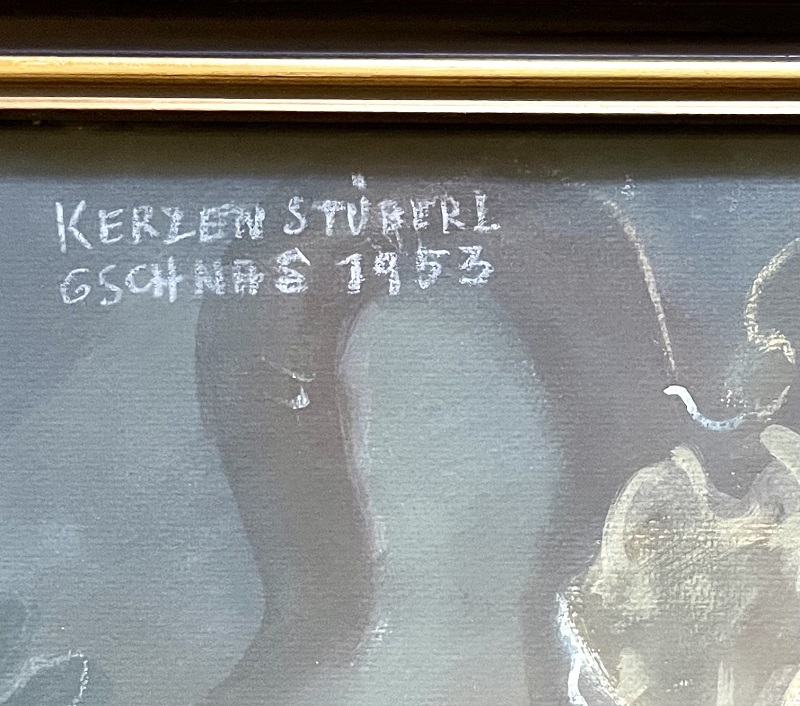 KERZEN STÜBERL
GSCHNAS 1953